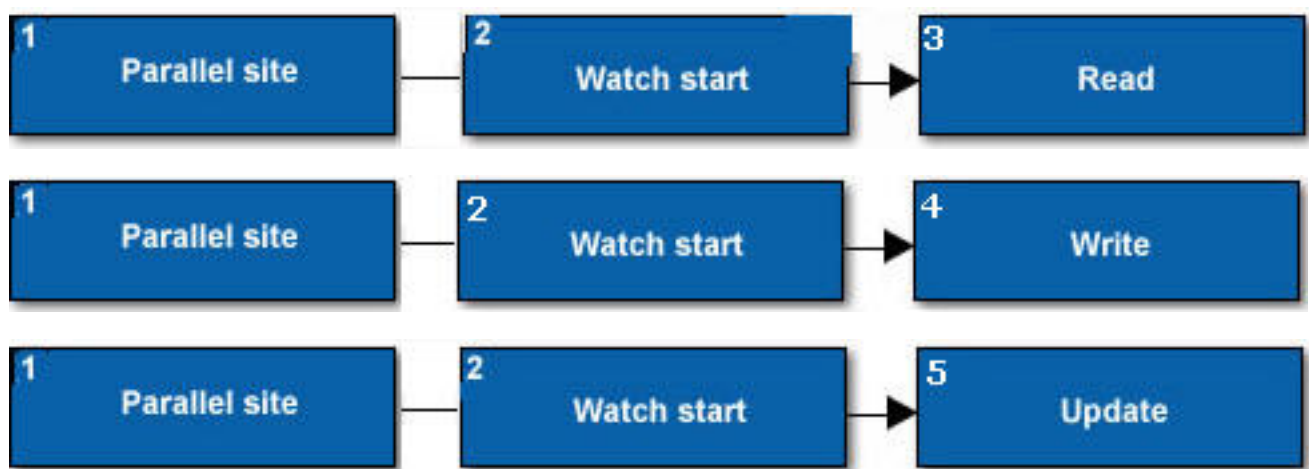 1 Parallel site 2 Watch start 3 Read
1 Parallel site 2 Watch start 4 Write
1 Parallel site 2 Watch start 5 Update